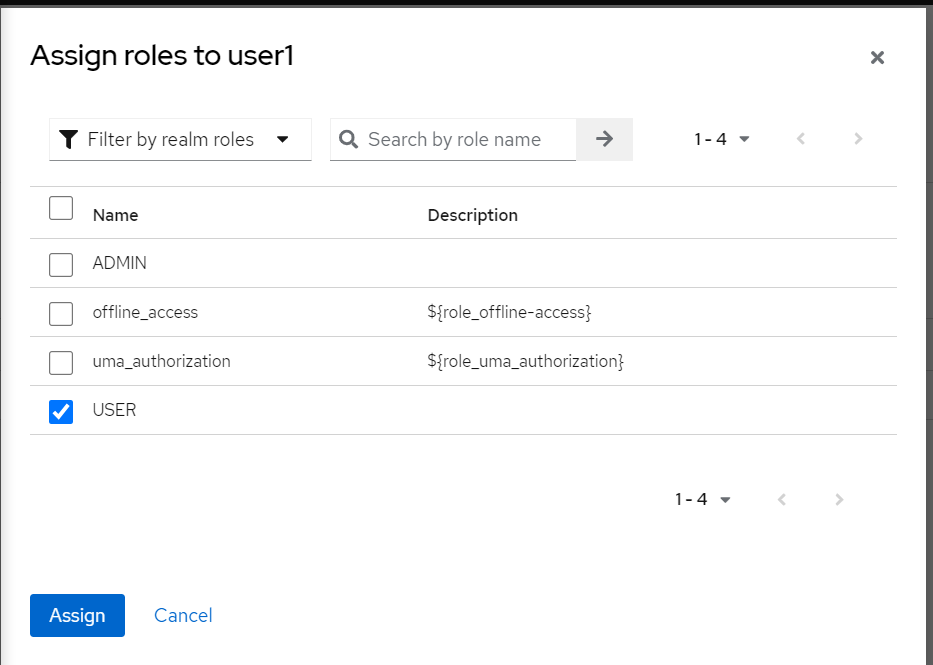 Assign roles to user1
Filter by realm roles
Search by role name
1 - 4
Name Description
ADMIN
offline_access ${role_offline-access}
uma_authorization ${role_uma_authorization}
USER
1 - 4
Assign Cancel